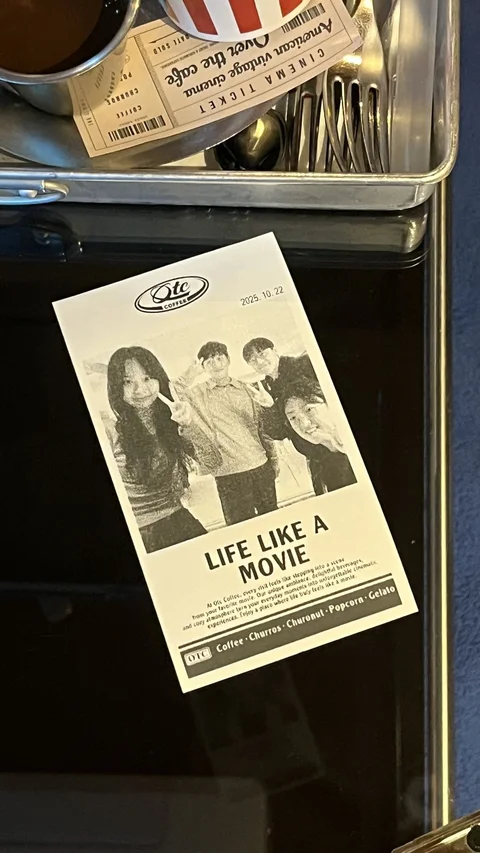 CINEMA TICKET
American vintage cinema
Over the cafe
COFFEE
CHURROS
Otc
COFFEE
2025. 10. 22
LIFE LIKE A
MOVIE
At Otc Coffee, every visit feels like stepping into a scene
from your favorite movie. Our unique ambiance, delightful beverages,
and cozy atmosphere turn your everyday moments into unforgettable cinematic
experiences. Enjoy a place where life truly feels like a movie.
OTC Coffee · Churros · Churonut · Popcorn · Gelato